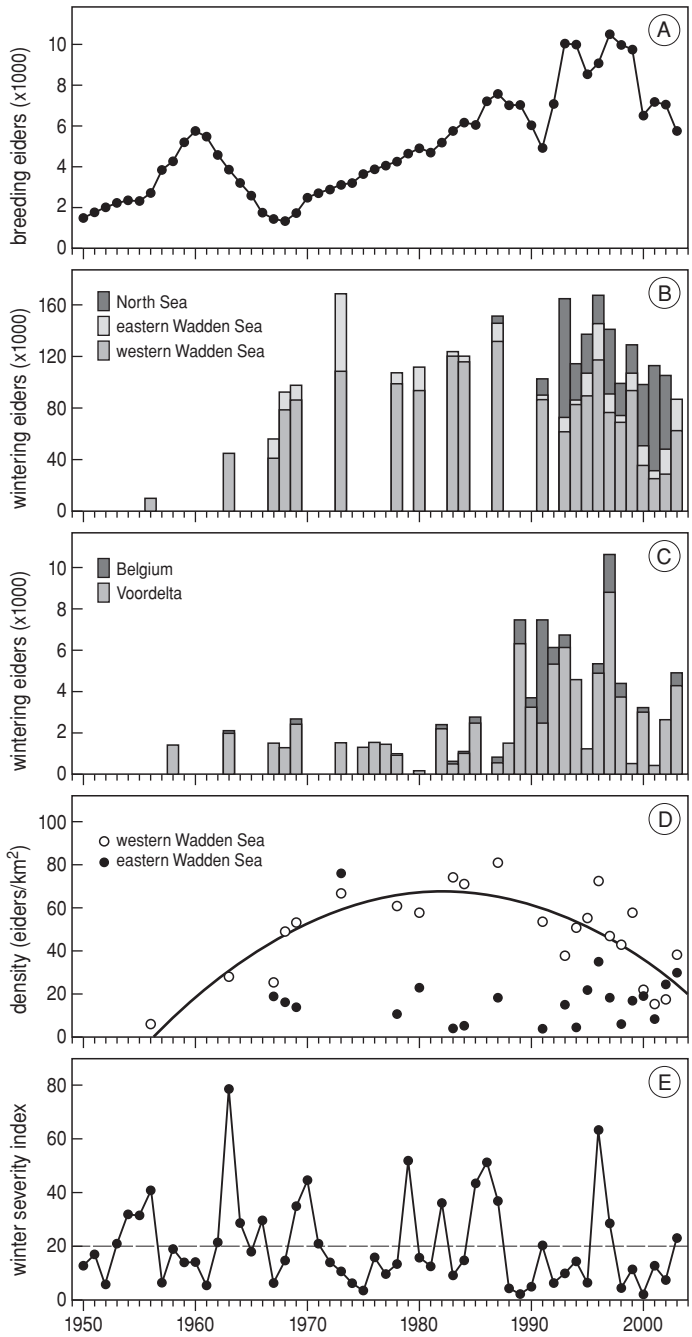 A
breeding eiders (x1000)
10
8
6
4
2
0
B
wintering eiders (x1000)
160
120
80
40
0
North Sea
eastern Wadden Sea
western Wadden Sea
C
wintering eiders (x1000)
10
8
6
4
2
0
Belgium
Voordelta
D
density (eiders/km²)
100
80
60
40
20
0
western Wadden Sea
eastern Wadden Sea
E
winter severity index
80
60
40
20
0
1950 1960 1970 1980 1990 2000